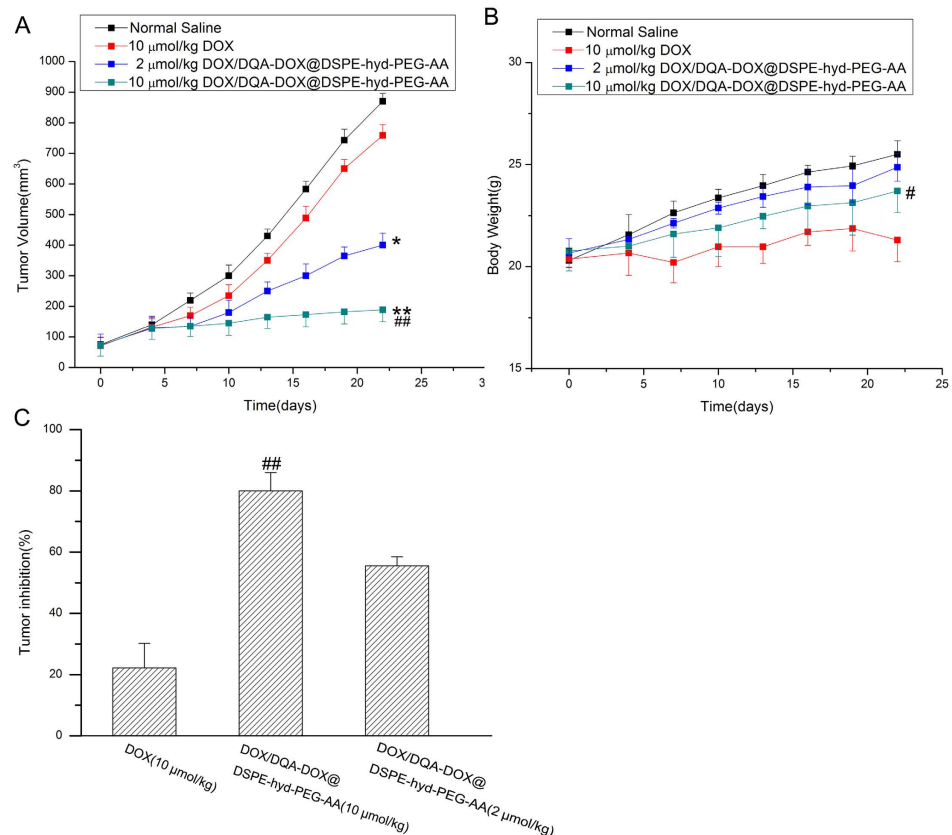 A
Normal Saline
10 μmol/kg DOX
2 μmol/kg DOX/DQA-DOX@DSPE-hyd-PEG-AA
10 μmol/kg DOX/DQA-DOX@DSPE-hyd-PEG-AA
1000
900
800
700
600
500
400
300
200
100
0
Tumor Volume(mm³)
*
**
##
0
5
10
15
20
25
3
Time(days)
B
Normal Saline
10 μmol/kg DOX
2 μmol/kg DOX/DQA-DOX@DSPE-hyd-PEG-AA
10 μmol/kg DOX/DQA-DOX@DSPE-hyd-PEG-AA
30
25
20
15
Body Weight(g)
#
0
5
10
15
20
25
Time(days)
C
100
80
60
40
20
0
Tumor inhibition(%)
##
DOX(10 μmol/kg)
DOX/DQA-DOX@
DSPE-hyd-PEG-AA(10 μmol/kg)
DOX/DQA-DOX@
DSPE-hyd-PEG-AA(2 μmol/kg)